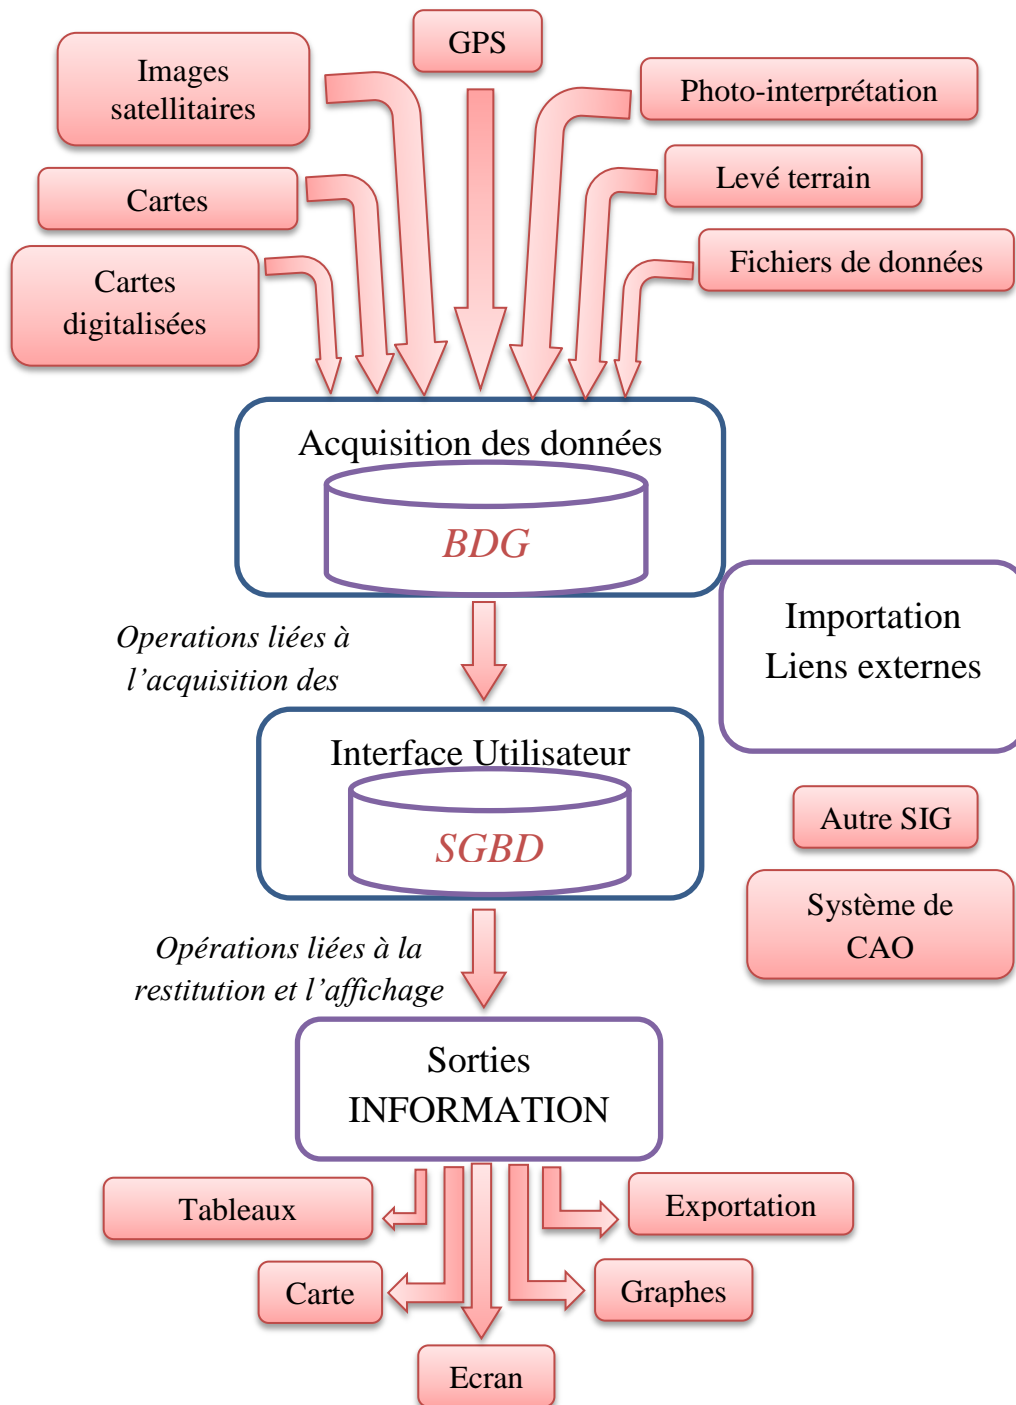 GPS
Images
satellitaires
Photo-interprétation
Cartes
Levé terrain
Cartes
digitalisées
Fichiers de données
Acquisition des données
BDG
Importation
Liens externes
Operations liées à
l’acquisition des
Interface Utilisateur
SGBD
Autre SIG
Système de
CAO
Opérations liées à la
restitution et l’affichage
Sorties
INFORMATION
Tableaux
Exportation
Carte
Graphes
Ecran